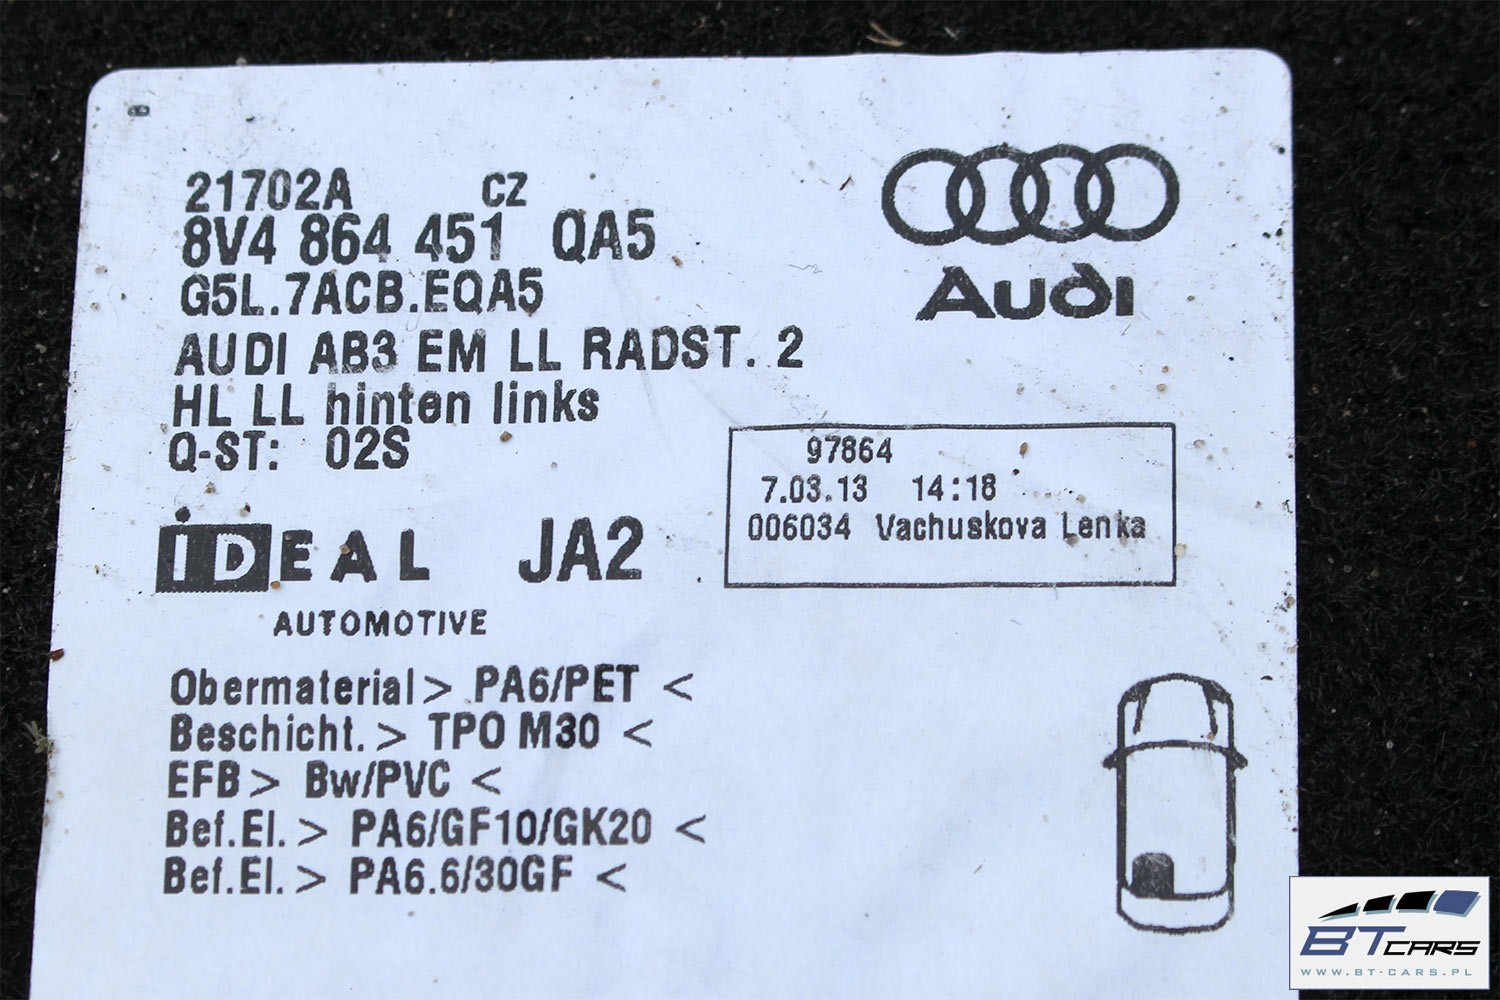 21702A CZ
8V4 864 451 QA5
G5L.7ACB.EQA5
AUDI AB3 EM LL RADST. 2
HL LL hinten links
Q-ST: 02S
Audi
97864
7.03.13 14:18
006034 Vachuskova Lenka
iDEAL JA2
AUTOMOTIVE
Obermaterial> PA6/PET <
Beschicht.> TPO M30 <
EFB> Bw/PVC <
Bef.El.> PA6/GF10/GK20 <
Bef.El.> PA6.6/30GF <
BTCARS
WWW.BT-CARS.PL